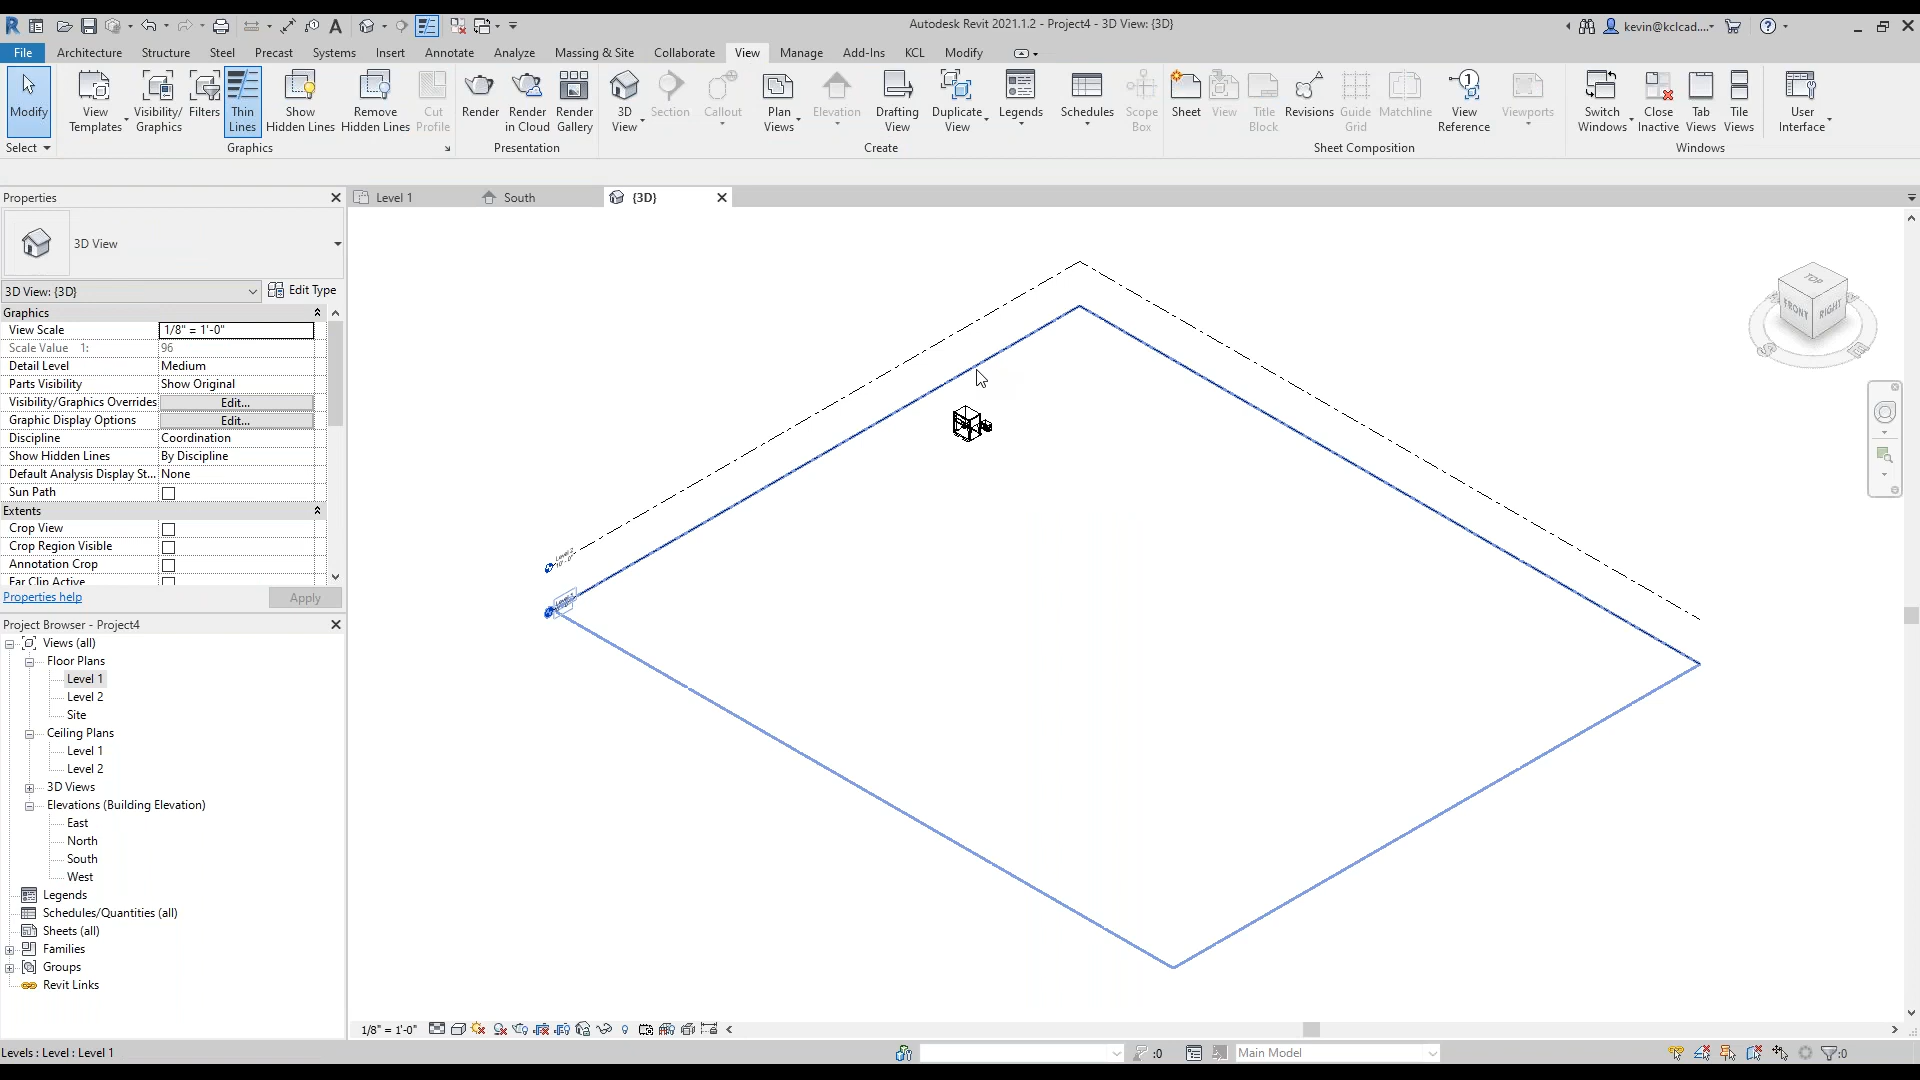 Autodesk Revit 2021.1.2 - Project4 - 3D View: {3D}
kevin@kclcad....
File Architecture Structure Steel Precast Systems Insert Annotate Analyze Massing & Site Collaborate View Manage Add-Ins KCL Modify
Modify
View Templates
Visibility/ Graphics
Filters
Thin Lines
Show Hidden Lines
Remove Hidden Lines
Cut Profile
Render
Render in Cloud
Render Gallery
3D View
Section
Callout
Plan Views
Elevation
Drafting View
Duplicate View
Legends
Schedules
Scope Box
Sheet
View
Title Block
Revisions
Guide Grid
Matchline
View Reference
Viewports
Switch Windows
Close Inactive
Tab Views
Tile Views
User Interface
Select Graphics Presentation Create Sheet Composition Windows
Properties
Level 1 South {3D}
3D View
3D View: {3D} Edit Type
Graphics
View Scale 1/8" = 1'-0"
Scale Value 1: 96
Detail Level Medium
Parts Visibility Show Original
Visibility/Graphics Overrides Edit...
Graphic Display Options Edit...
Discipline Coordination
Show Hidden Lines By Discipline
Default Analysis Display St... None
Sun Path
Extents
Crop View
Crop Region Visible
Annotation Crop
Far Clip Active
Properties help Apply
Project Browser - Project4
Views (all)
Floor Plans
Level 1
Level 2
Site
Ceiling Plans
Level 1
Level 2
3D Views
Elevations (Building Elevation)
East
North
South
West
Legends
Schedules/Quantities (all)
Sheets (all)
Families
Groups
Revit Links
TOP
FRONT
RIGHT
S
E
Level 2
10' - 0"
1/8" = 1'-0"
Levels : Level : Level 1
:0
Main Model
:0